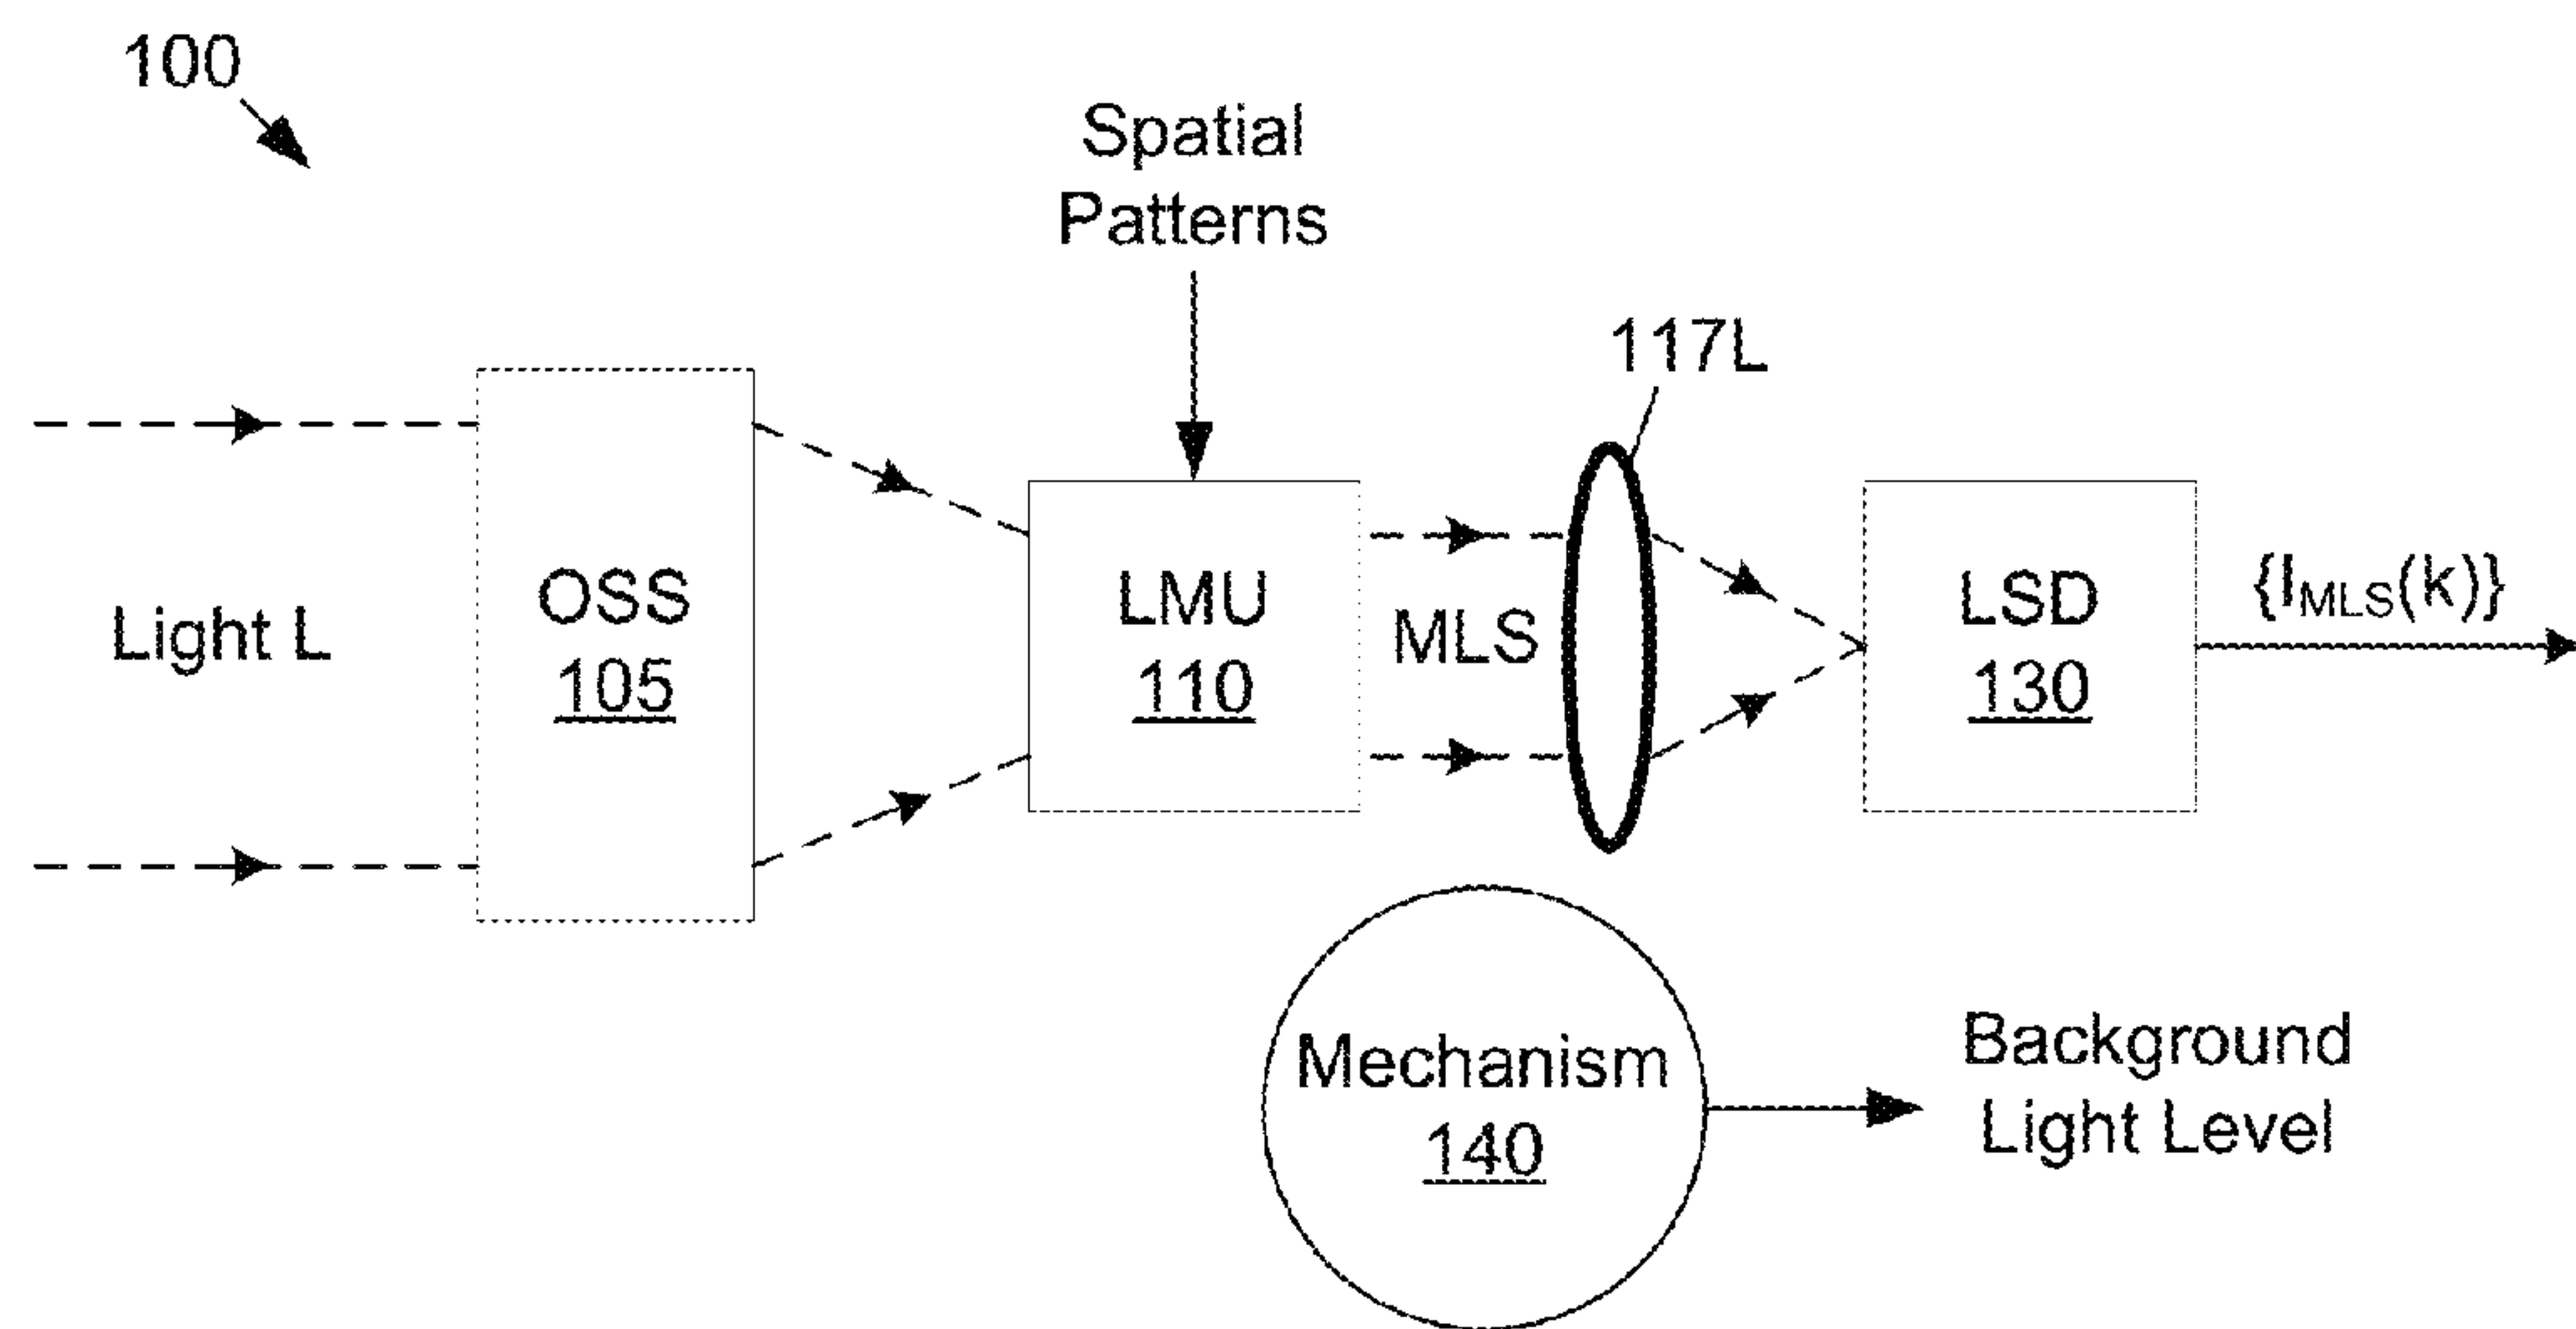 100
Spatial
Patterns
117L
Light L
OSS
105
LMU
110
MLS
LSD
130
{I_MLS(k)}
Mechanism
140
Background
Light Level